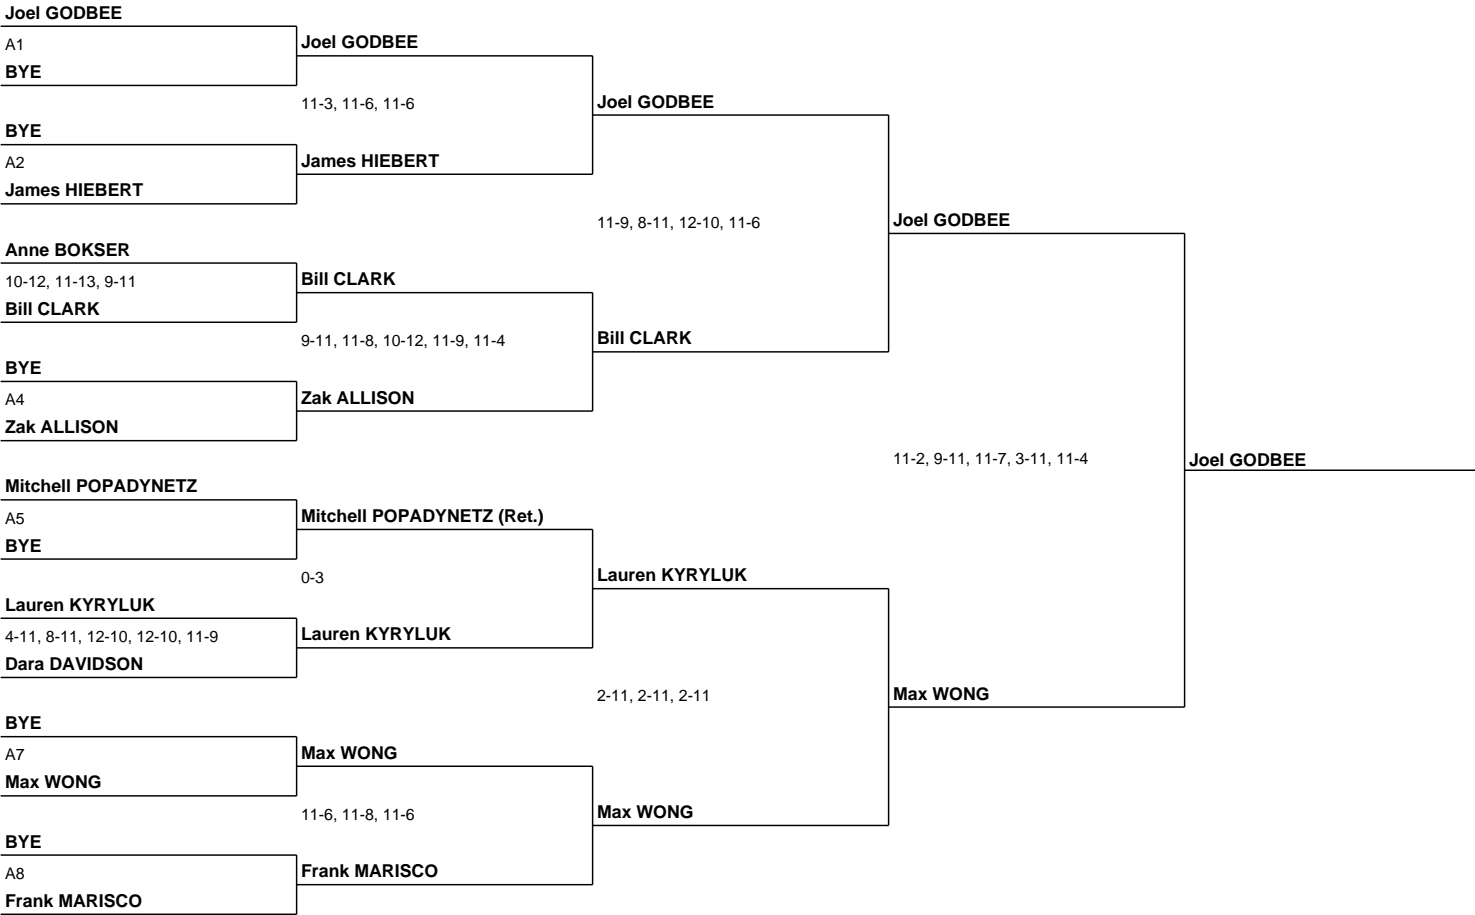 Joel GODBEE
A1
BYE
BYE
A2
James HIEBERT
Anne BOKSER
10-12, 11-13, 9-11
Bill CLARK
BYE
A4
Zak ALLISON
Mitchell POPADYNETZ
A5
BYE
Lauren KYRYLUK
4-11, 8-11, 12-10, 12-10, 11-9
Dara DAVIDSON
BYE
A7
Max WONG
BYE
A8
Frank MARISCO
Joel GODBEE
11-3, 11-6, 11-6
James HIEBERT
Bill CLARK
9-11, 11-8, 10-12, 11-9, 11-4
Zak ALLISON
Mitchell POPADYNETZ (Ret.)
0-3
Lauren KYRYLUK
Max WONG
11-6, 11-8, 11-6
Frank MARISCO
Joel GODBEE
11-9, 8-11, 12-10, 11-6
Bill CLARK
Lauren KYRYLUK
2-11, 2-11, 2-11
Max WONG
Joel GODBEE
11-2, 9-11, 11-7, 3-11, 11-4
Max WONG
Joel GODBEE